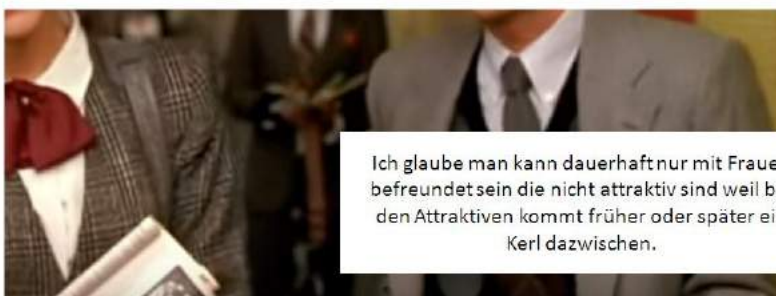 Ich glaube man kann dauerhaft nur mit Fraue
befreundet sein die nicht attraktiv sind weil b
den Attraktiven kommt früher oder später ei
Kerl dazwischen.